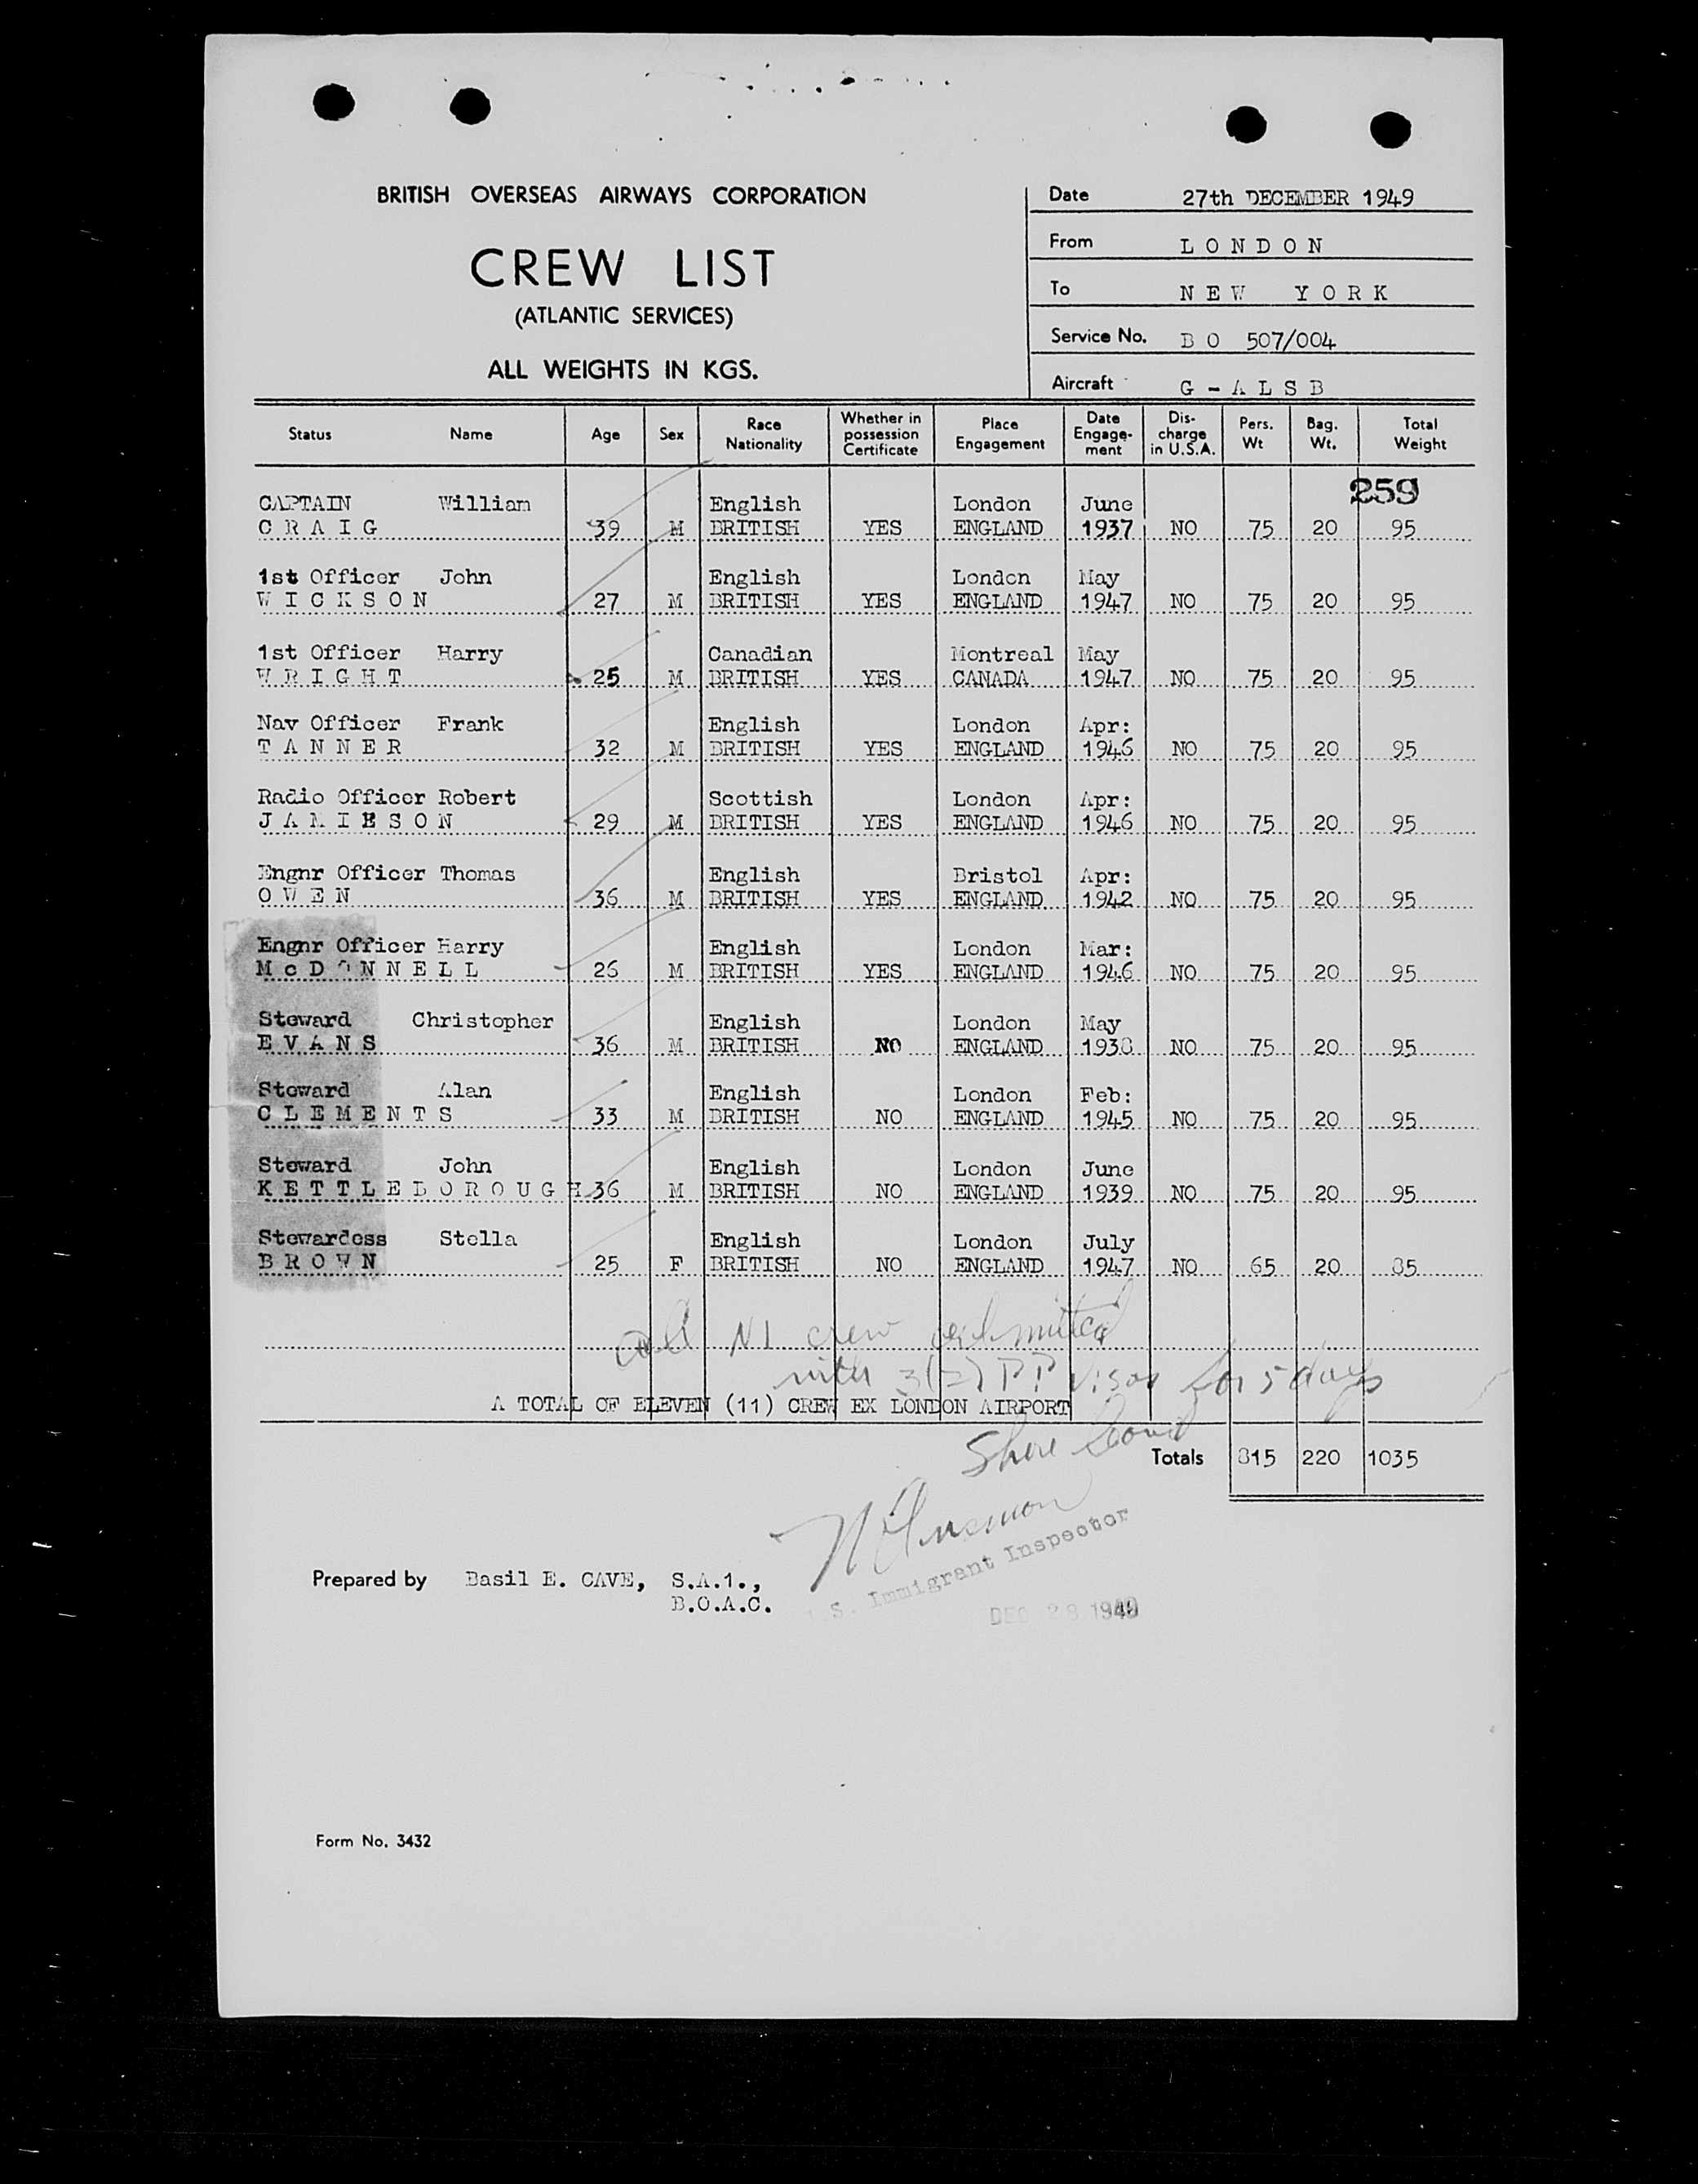 BRITISH OVERSEAS AIRWAYS CORPORATION
CREW LIST
(ATLANTIC SERVICES)
ALL WEIGHTS IN KGS.
Date 27th DECEMBER 1949
From LONDON
To NEW YORK
Service No. B O 507/004
Aircraft G - A L S B
Status Name Age Sex Race Nationality Whether in possession Certificate Place Engagement Date Engage-ment Dis-charge in U.S.A. Pers. Wt Bag. Wt. Total Weight
259
CAPTAIN William English London June
CRAIG 39 M BRITISH YES ENGLAND 1937 NO 75 20 95
1st Officer John English London May
WICKSON 27 M BRITISH YES ENGLAND 1947 NO 75 20 95
1st Officer Harry Canadian Montreal May
WRIGHT 25 M BRITISH YES CANADA 1947 NO 75 20 95
Nav Officer Frank English London Apr:
TANNER 32 M BRITISH YES ENGLAND 1946 NO 75 20 95
Radio Officer Robert Scottish London Apr:
JAMIESON 29 M BRITISH YES ENGLAND 1946 NO 75 20 95
Engnr Officer Thomas English Bristol Apr:
OWEN 36 M BRITISH YES ENGLAND 1942 NO 75 20 95
Engnr Officer Harry English London Mar:
McDONNELL 26 M BRITISH YES ENGLAND 1946 NO 75 20 95
Steward Christopher English London May
EVANS 36 M BRITISH NO ENGLAND 1938 NO 75 20 95
Steward Alan English London Feb:
CLEMENTS 33 M BRITISH NO ENGLAND 1945 NO 75 20 95
Steward John English London June
KETTLEBOROUGH 36 M BRITISH NO ENGLAND 1939 NO 75 20 95
Stewardess Stella English London July
BROWN 25 F BRITISH NO ENGLAND 1947 NO 65 20 85
all NI crew admitted
with 3(2) PP visas for 5 days
A TOTAL OF ELEVEN (11) CREW EX LONDON AIRPORT
Shore
Totals 815 220 1035
U.S. Immigrant Inspector
DEC 28 1949
Prepared by Basil E. CAVE, S.A.1.,
B.O.A.C.
Form No. 3432